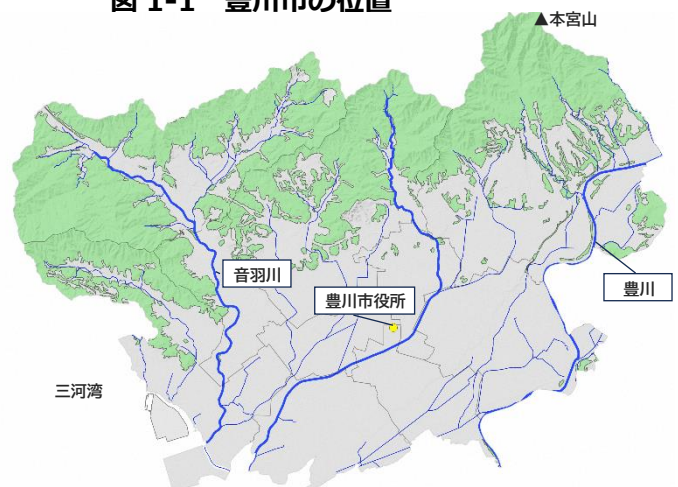 図 1-1 豊川市の位置
▲本宮山
音羽川
豊川
豊川市役所
三河湾